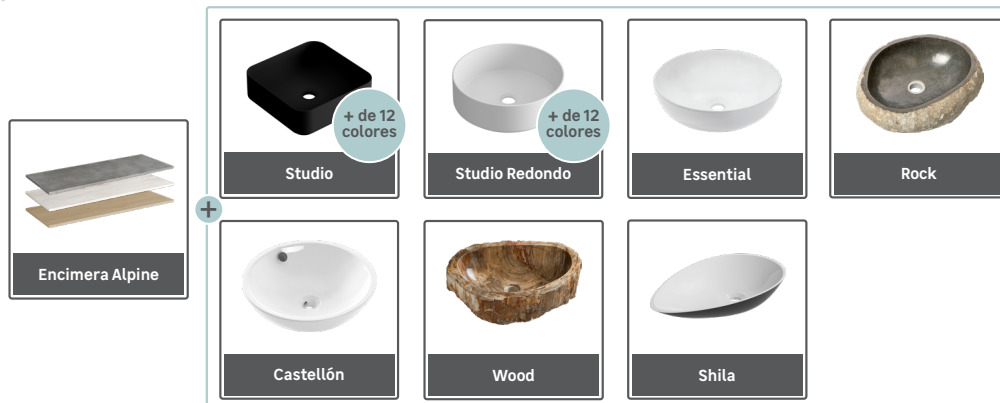 + de 12
colores
+ de 12
colores
Studio
Studio Redondo
Essential
Rock
+
Encimera Alpine
Castellón
Wood
Shila